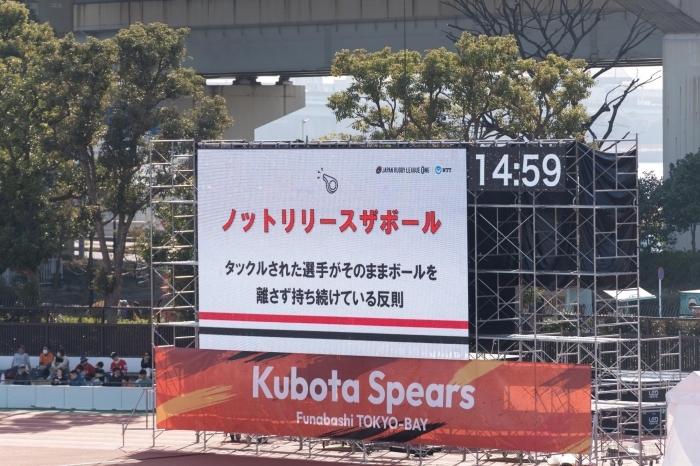 JAPAN RUGBY LEAGUE ONE NTT
14:59
ノットリリースザボール
タックルされた選手がそのままボールを
離さず持ち続けている反則
Kubota Spears
Funabashi TOKYO-BAY